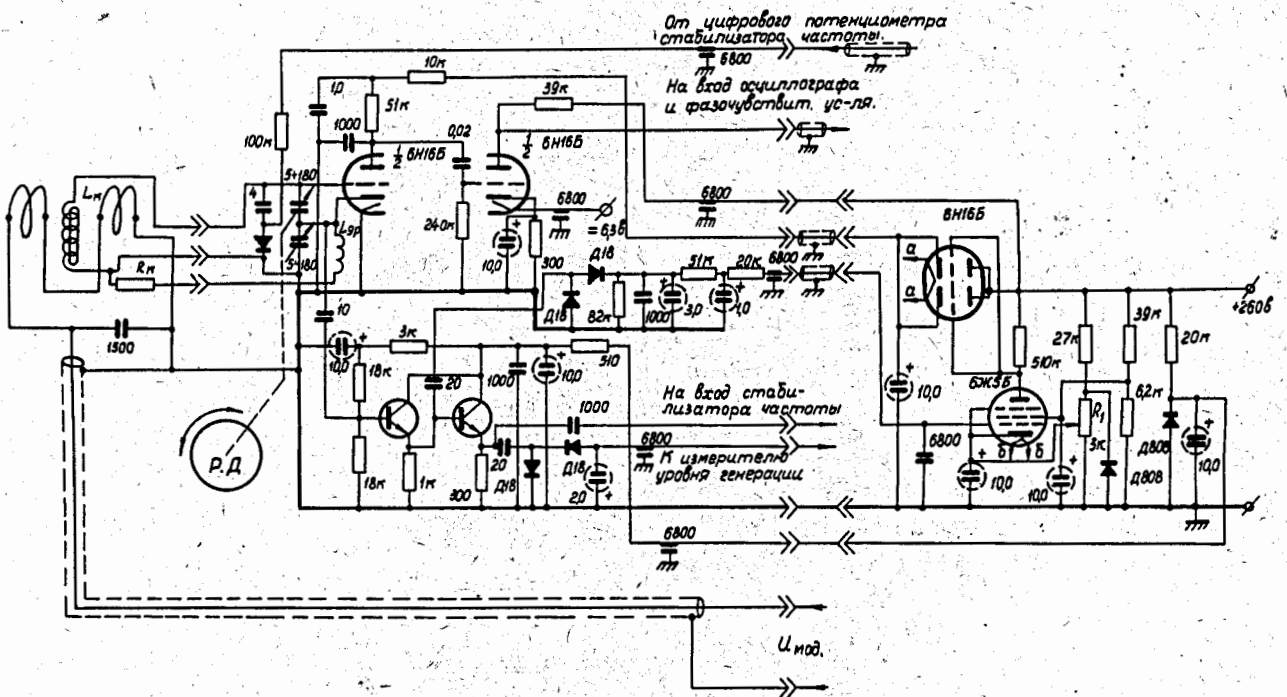 От цифрового потенциометра
стабилизатора частоты.
6800
10к
На вход осциллографа
и фазочувствит. ус-ля.
39к
1,0
51к
1000
0,02
100к
1/2 6Н16Б
1/2 6Н16Б
Lк
4
5÷180
6800
6800
6Н16Б
= 6,3в
240к
Lдр
а
а
5÷180
Rк
10,0
300
Д18
51к
20к
6800
+260в
10
Д18
82к
1000
3,0
1,0
27к
39к
20к
510к
1500
10,0
3к
510
18к
20
1000
10,0
На вход стаби-
лизатора частоты
10,0
6Ж5Б
1000
R1
62к
Р.Д
6800
6800
3к
Д808
К измерителю
уровня генерации
20
Д18
б
б
18к
1к
300
Д18
2,0
10,0
10,0
Д808
10,0
6800
Uмод.